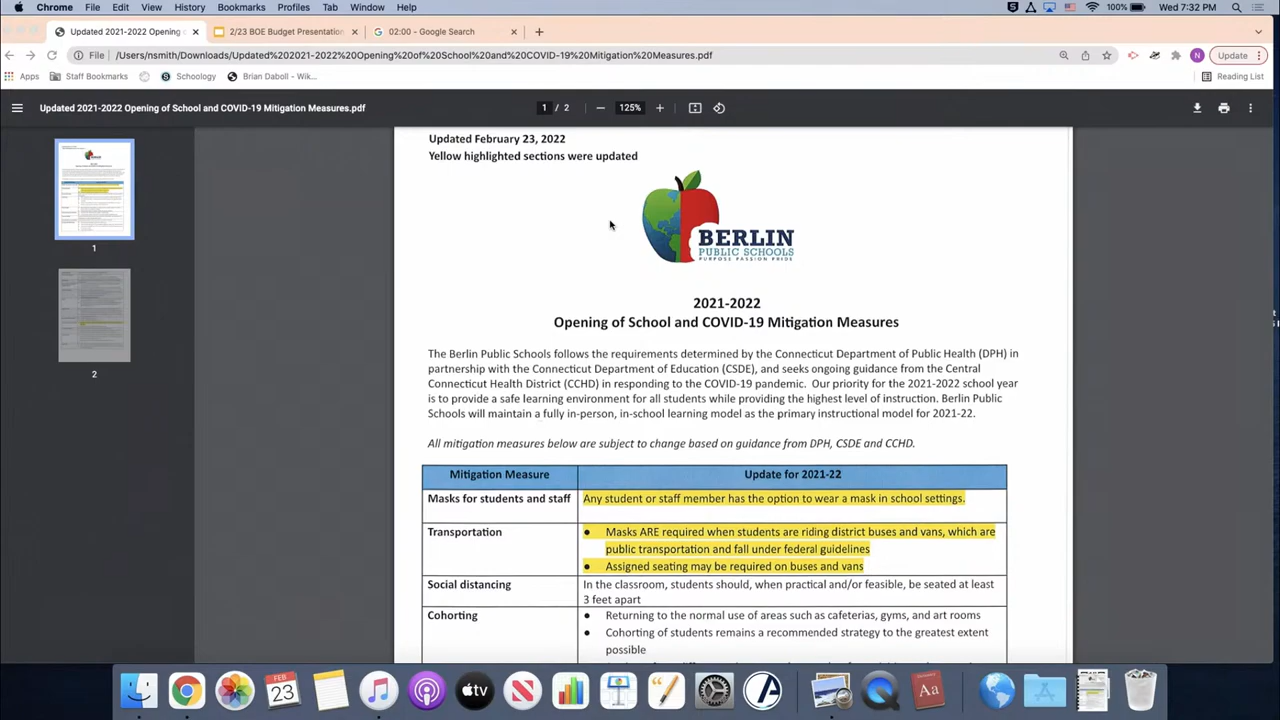 Chrome File Edit View History Bookmarks Profiles Tab Window Help 100% Wed 7:32 PM
Updated 2021-2022 Opening o 2/23 BOE Budget Presentation 02:00 - Google Search
File /Users/nsmith/Downloads/Updated%202021-2022%20Opening%20of%20School%20and%20COVID-19%20Mitigation%20Measures.pdf N Update
Apps Staff Bookmarks Schoology Brian Daboll - Wik... Reading List
Updated 2021-2022 Opening of School and COVID-19 Mitigation Measures.pdf 1 / 2 125%
1
2
Updated February 23, 2022
Yellow highlighted sections were updated
BERLIN
PUBLIC SCHOOLS
PURPOSE PASSION PRIDE
2021-2022
Opening of School and COVID-19 Mitigation Measures
The Berlin Public Schools follows the requirements determined by the Connecticut Department of Public Health (DPH) in
partnership with the Connecticut Department of Education (CSDE), and seeks ongoing guidance from the Central
Connecticut Health District (CCHD) in responding to the COVID-19 pandemic. Our priority for the 2021-2022 school year
is to provide a safe learning environment for all students while providing the highest level of instruction. Berlin Public
Schools will maintain a fully in-person, in-school learning model as the primary instructional model for 2021-22.
All mitigation measures below are subject to change based on guidance from DPH, CSDE and CCHD.
Mitigation Measure Update for 2021-22
Masks for students and staff Any student or staff member has the option to wear a mask in school settings.
Transportation ● Masks ARE required when students are riding district buses and vans, which are
public transportation and fall under federal guidelines
● Assigned seating may be required on buses and vans
Social distancing In the classroom, students should, when practical and/or feasible, be seated at least
3 feet apart
Cohorting ● Returning to the normal use of areas such as cafeterias, gyms, and art rooms
● Cohorting of students remains a recommended strategy to the greatest extent
possible
FEB
23
tv
Aa